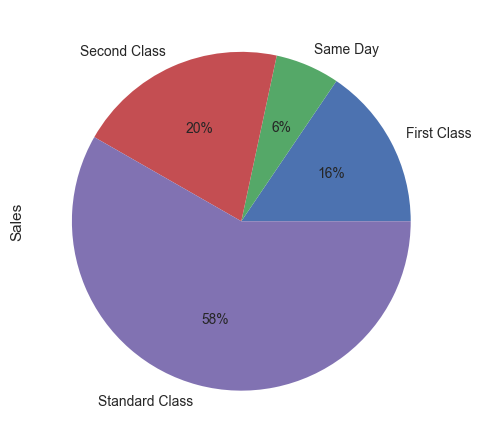 Same Day
Second Class
6%
20%
First Class
16%
Sales
58%
Standard Class